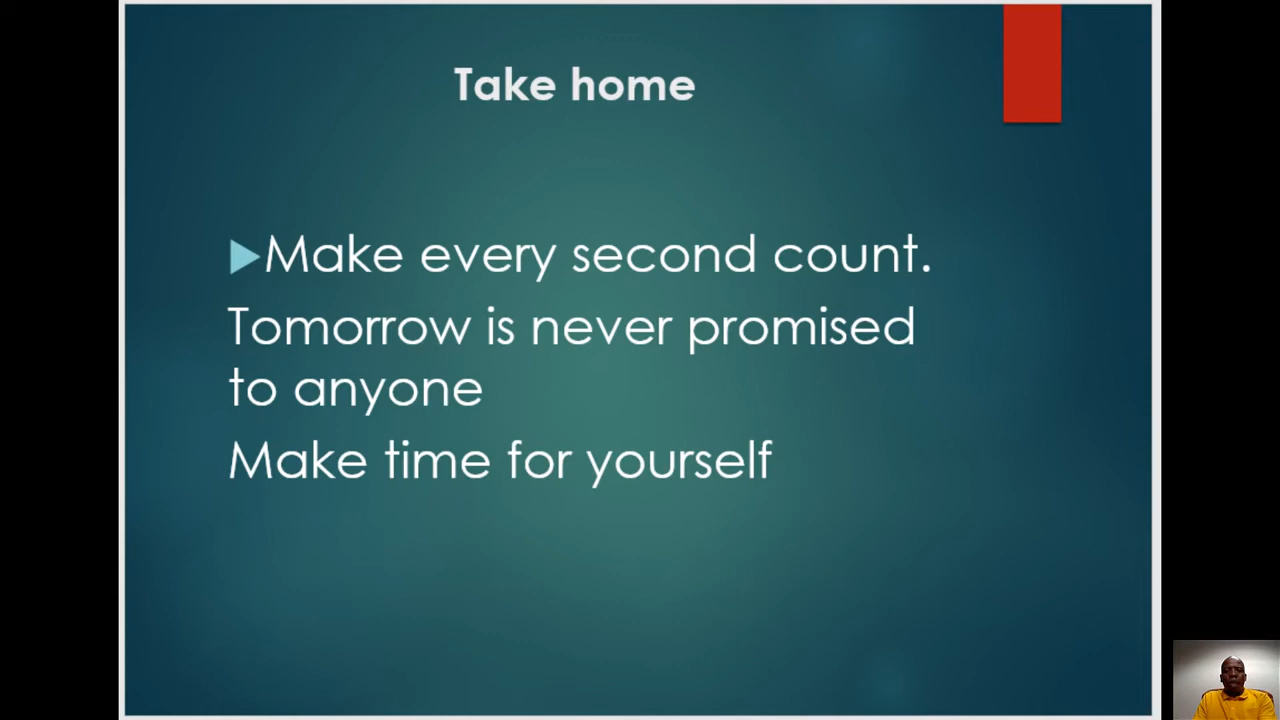 Take home
Make every second count.
Tomorrow is never promised
to anyone
Make time for yourself